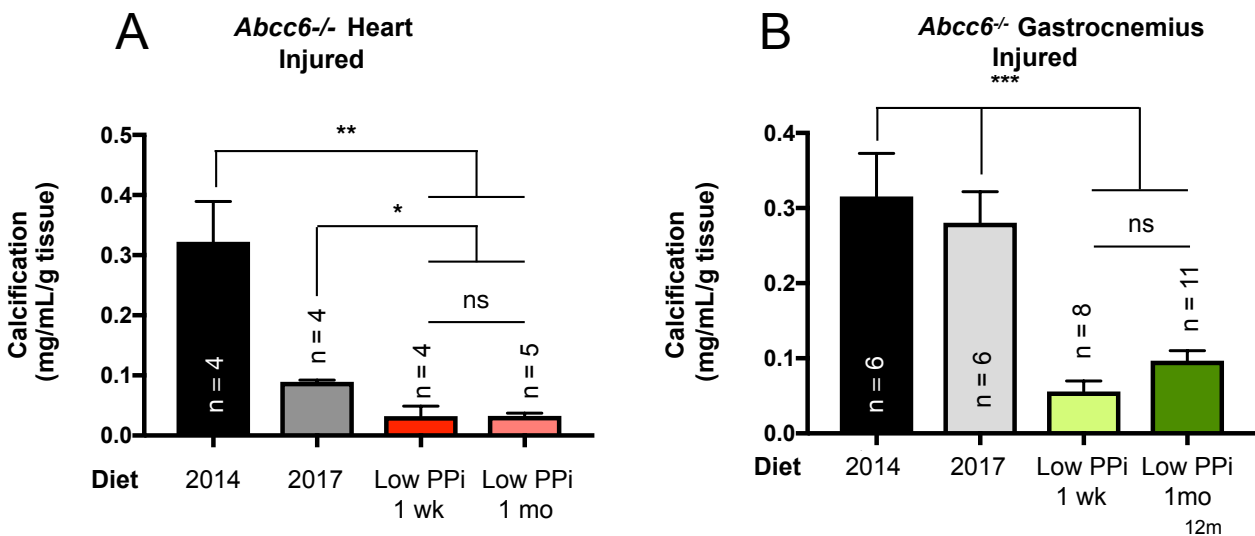 A
Abcc6-/- Heart
Injured
Calcification
(mg/mL/g tissue)
0.5
0.4
0.3
0.2
0.1
0.0
**
*
ns
n = 4
n = 4
n = 4
n = 5
Diet
2014
2017
Low PPi
1 wk
Low PPi
1 mo
B
Abcc6-/- Gastrocnemius
Injured
***
Calcification
(mg/mL/g tissue)
0.4
0.3
0.2
0.1
0.0
ns
n = 6
n = 6
n = 8
n = 11
Diet
2014
2017
Low PPi
1 wk
Low PPi
1mo
12m